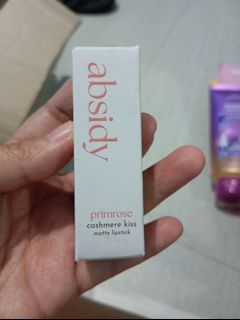 absidy
primrose
cashmere kiss
matte lipstick